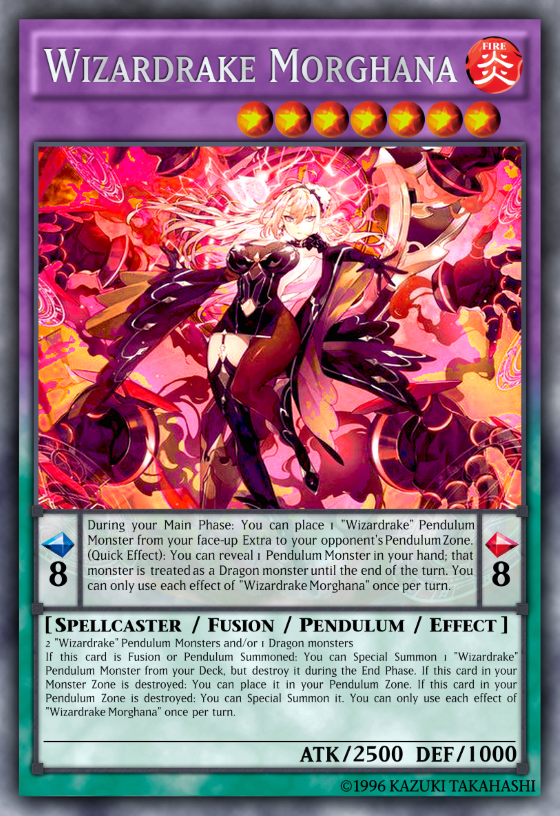 WIZARDRAKE MORGHANA
FIRE
炎
During your Main Phase: You can place 1 "Wizardrake" Pendulum
Monster from your face-up Extra to your opponent's Pendulum Zone.
(Quick Effect): You can reveal 1 Pendulum Monster in your hand; that
monster is treated as a Dragon monster until the end of the turn. You
can only use each effect of "Wizardrake Morghana" once per turn.
8
8
[ SPELLCASTER / FUSION / PENDULUM / EFFECT ]
2 "Wizardrake" Pendulum Monsters and/or 1 Dragon monsters
If this card is Fusion or Pendulum Summoned: You can Special Summon 1 "Wizardrake"
Pendulum Monster from your Deck, but destroy it during the End Phase. If this card in your
Monster Zone is destroyed: You can place it in your Pendulum Zone. If this card in your
Pendulum Zone is destroyed: You can Special Summon it. You can only use each effect of
"Wizardrake Morghana" once per turn.
ATK/2500 DEF/1000
©1996 KAZUKI TAKAHASHI